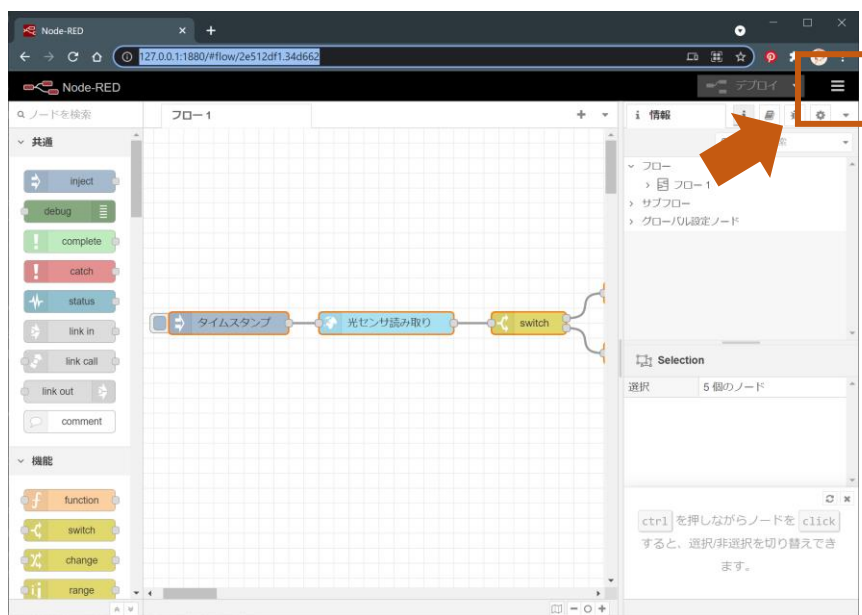 Node-RED
127.0.0.1:1880/#flow/2e512df1.34d662
Node-RED
デプロイ
ノードを検索
フロー 1
i 情報
共通
inject
debug
complete
catch
status
link in
link call
link out
comment
機能
function
switch
change
range
タイムスタンプ
光センサ読み取り
switch
フロー
フロー 1
サブフロー
グローバル設定ノード
Selection
選択
5 個のノード
ctrl を押しながらノードを click
すると、選択/非選択を切り替えでき
ます。